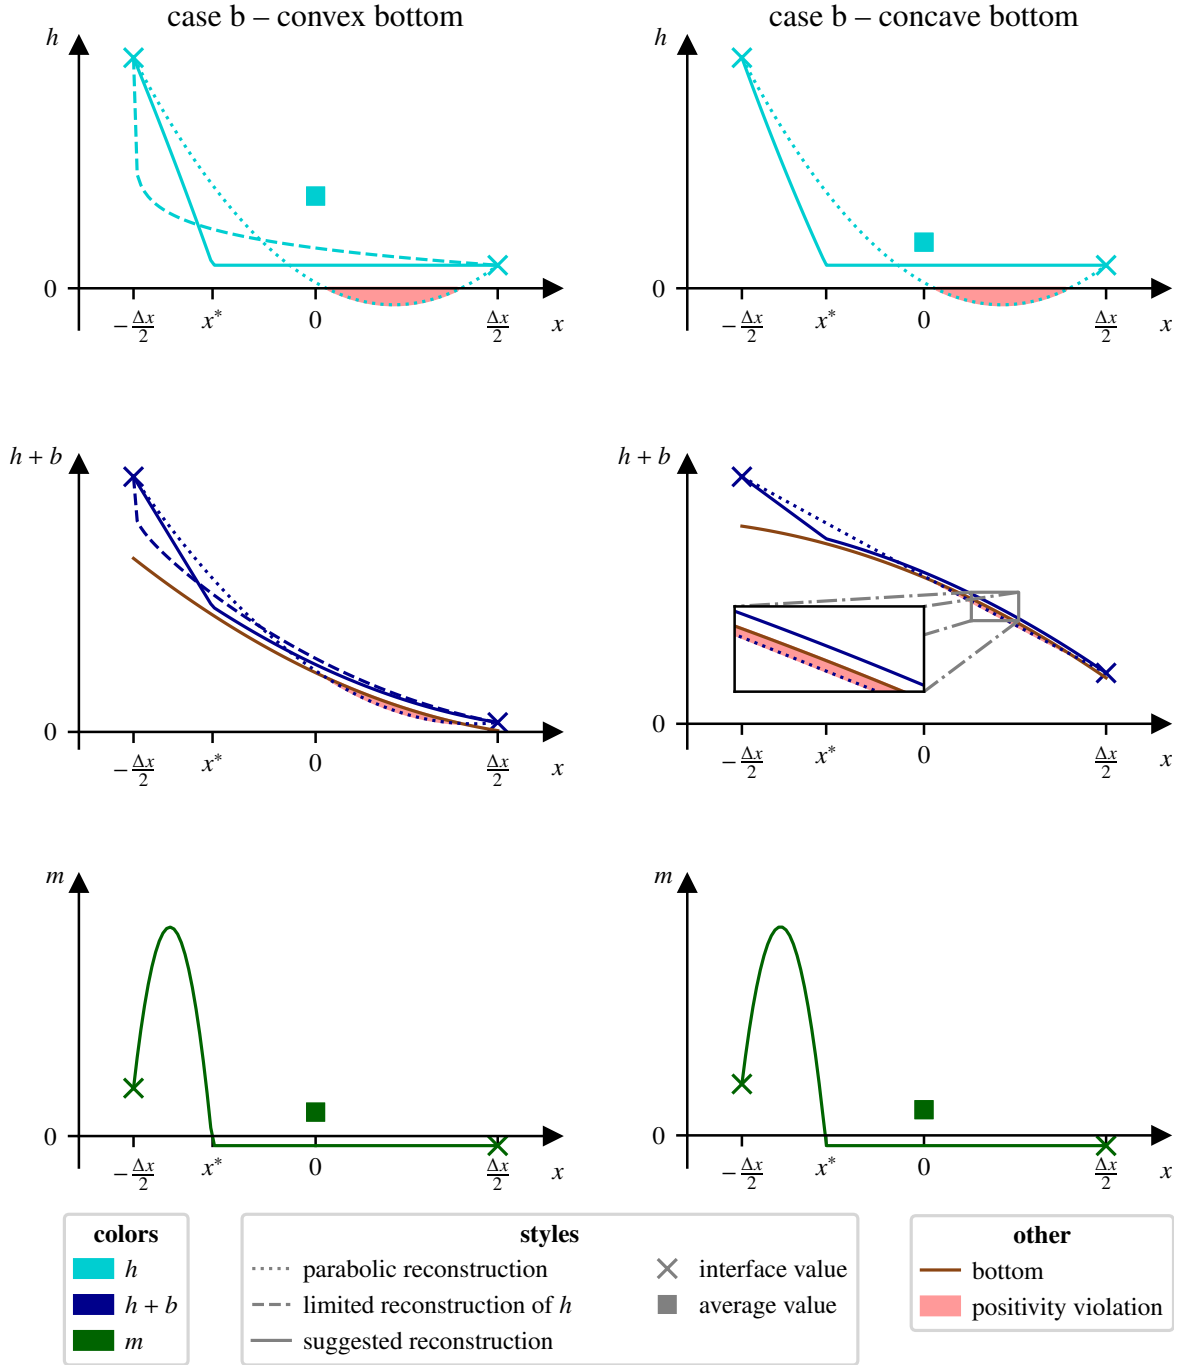 case b – convex bottom
case b – concave bottom
h
h
0
0
−Δx/2
x*
0
Δx/2
x
−Δx/2
x*
0
Δx/2
x
h + b
h + b
0
0
−Δx/2
x*
0
Δx/2
x
−Δx/2
x*
0
Δx/2
x
m
m
0
0
−Δx/2
x*
0
Δx/2
x
−Δx/2
x*
0
Δx/2
x
colors
h
h + b
m
styles
parabolic reconstruction
limited reconstruction of h
suggested reconstruction
interface value
average value
other
bottom
positivity violation